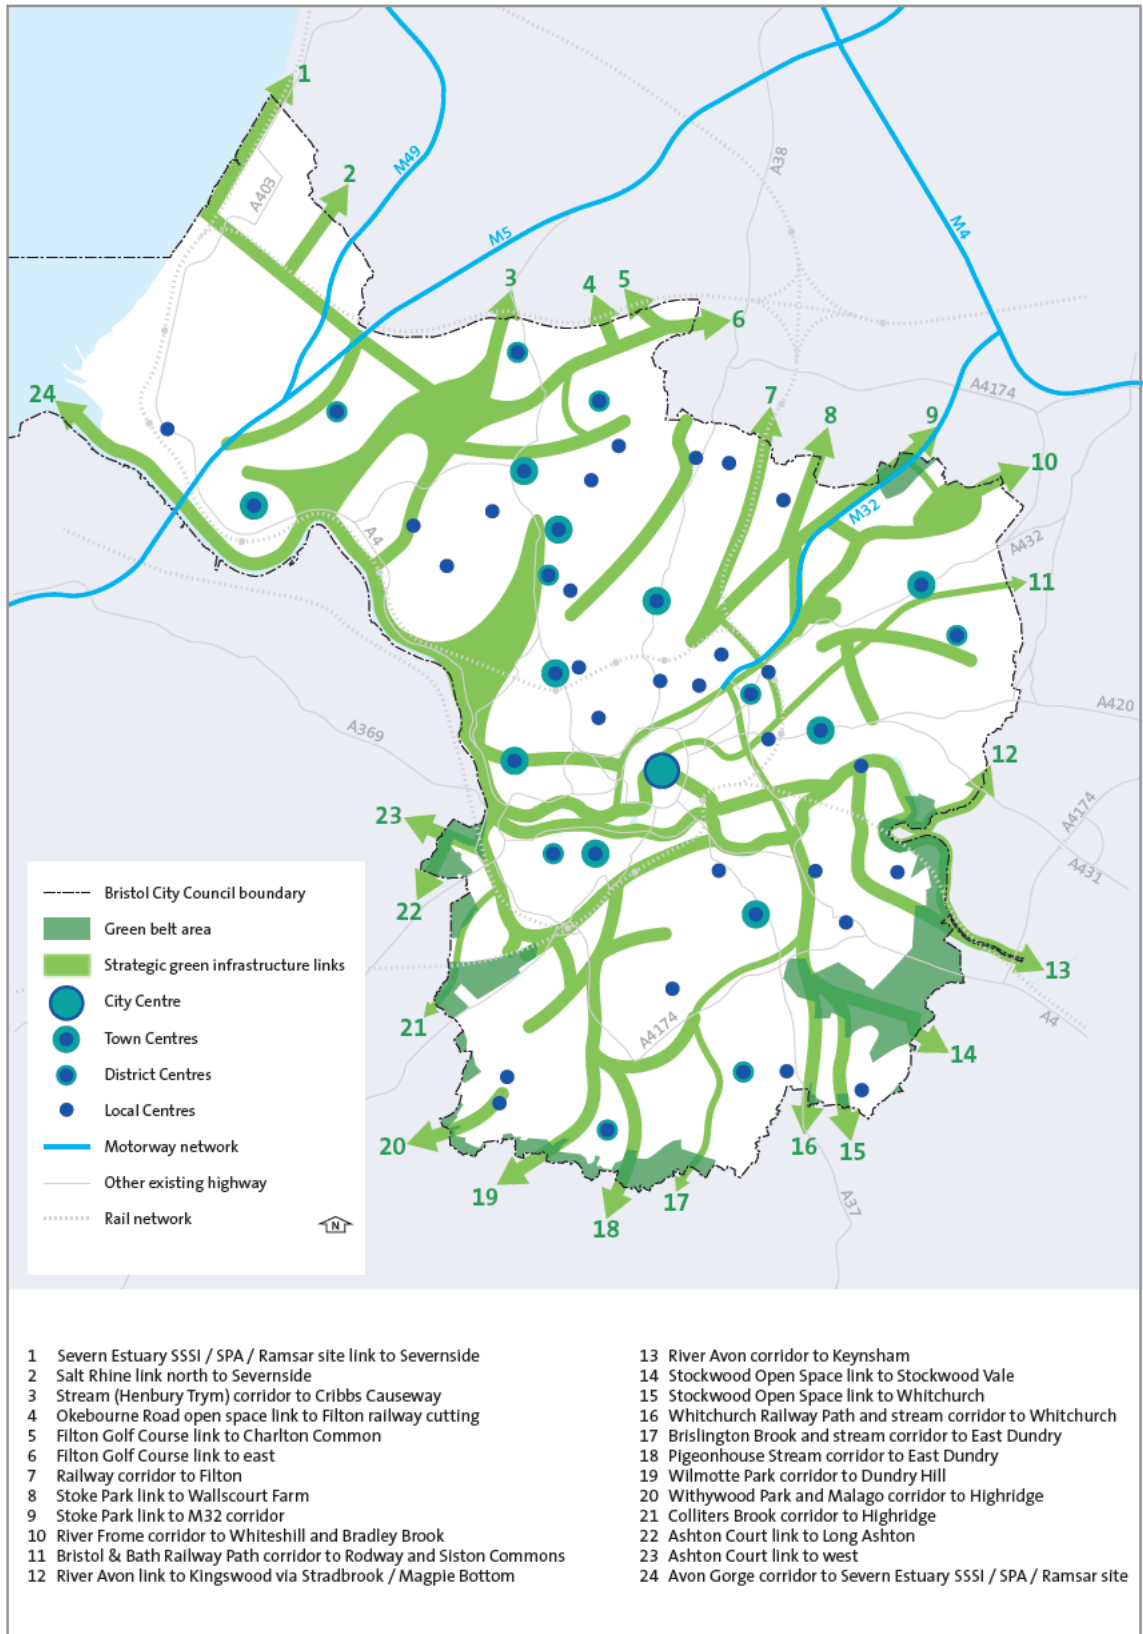 1
2
M49
A403
A38
M5
M4
3
4
5
6
24
7
8
9
A4174
10
M32
A4
A432
11
A369
A420
12
23
A4174
A431
22
13
21
A4174
A4
14
20
19
18
17
16
15
A37
Bristol City Council boundary
Green belt area
Strategic green infrastructure links
City Centre
Town Centres
District Centres
Local Centres
Motorway network
Other existing highway
Rail network
N
1 Severn Estuary SSSI / SPA / Ramsar site link to Severnside
2 Salt Rhine link north to Severnside
3 Stream (Henbury Trym) corridor to Cribbs Causeway
4 Okebourne Road open space link to Filton railway cutting
5 Filton Golf Course link to Charlton Common
6 Filton Golf Course link to east
7 Railway corridor to Filton
8 Stoke Park link to Wallscourt Farm
9 Stoke Park link to M32 corridor
10 River Frome corridor to Whiteshill and Bradley Brook
11 Bristol & Bath Railway Path corridor to Rodway and Siston Commons
12 River Avon link to Kingswood via Stradbrook / Magpie Bottom
13 River Avon corridor to Keynsham
14 Stockwood Open Space link to Stockwood Vale
15 Stockwood Open Space link to Whitchurch
16 Whitchurch Railway Path and stream corridor to Whitchurch
17 Brislington Brook and stream corridor to East Dundry
18 Pigeonhouse Stream corridor to East Dundry
19 Wilmotte Park corridor to Dundry Hill
20 Withywood Park and Malago corridor to Highridge
21 Colliters Brook corridor to Highridge
22 Ashton Court link to Long Ashton
23 Ashton Court link to west
24 Avon Gorge corridor to Severn Estuary SSSI / SPA / Ramsar site